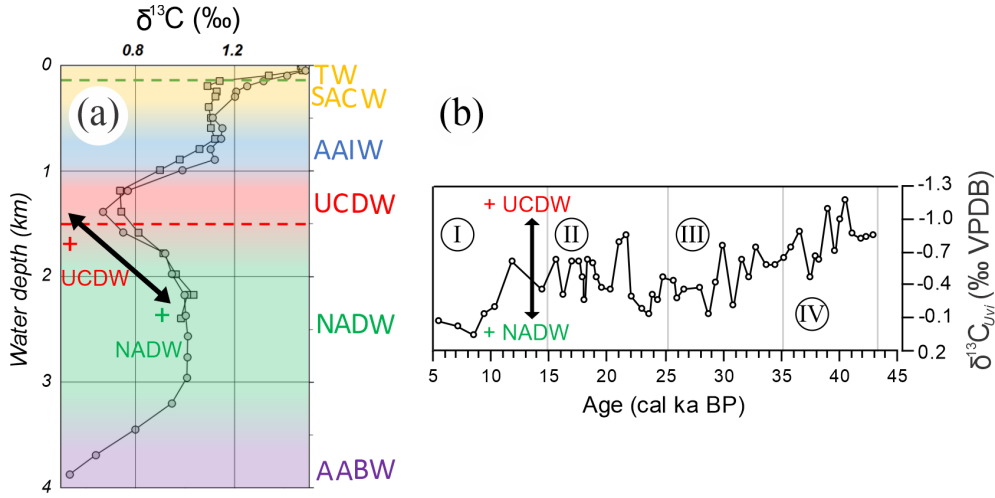 δ¹³C (‰)
0.8 1.2
(a)
0
1
2
3
4
Water depth (km)
TW
SACW
AAIW
UCDW
NADW
AABW
+
UCDW
+
NADW
(b)
+ UCDW
+ NADW
I
II
III
IV
-1.3
-1.0
-0.7
-0.4
-0.1
0.2
δ¹³C_Uvi (‰ VPDB)
5 10 15 20 25 30 35 40 45
Age (cal ka BP)